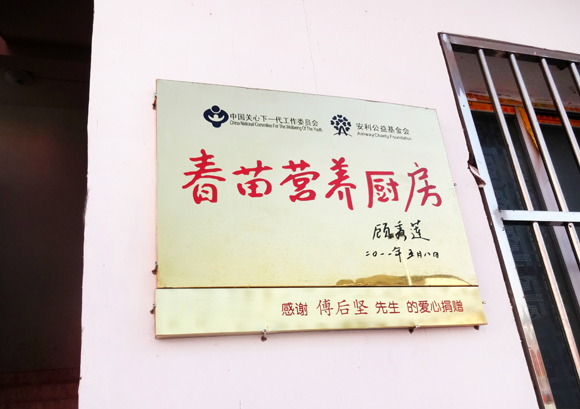 中国关心下一代工作委员会
China National Committee For The Wellbeing Of The Youth
安利公益基金会
Amway Charity Foundation
春苗营养厨房
顾秀莲
二〇一一年五月八日
感谢 傅后坚 先生 的爱心捐赠